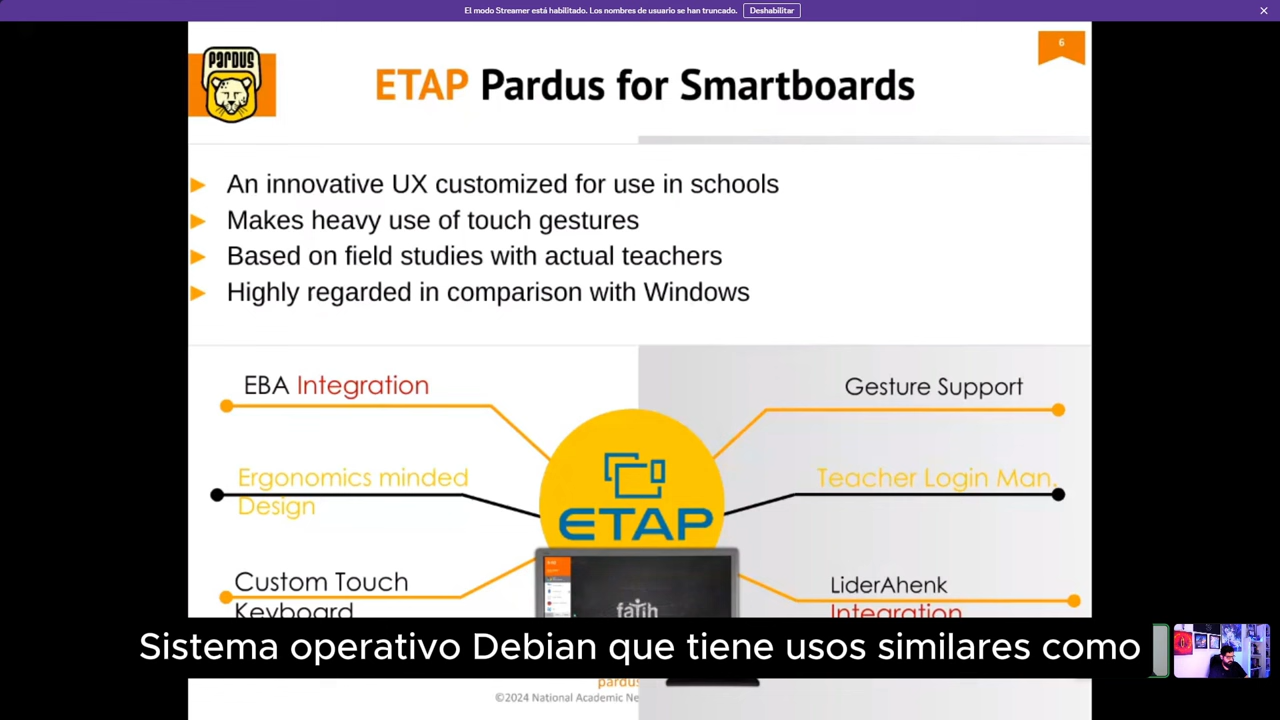 El modo Streamer está habilitado. Los nombres de usuario se han truncado. Deshabilitar
PARDUS
6
ETAP Pardus for Smartboards
An innovative UX customized for use in schools
Makes heavy use of touch gestures
Based on field studies with actual teachers
Highly regarded in comparison with Windows
EBA Integration
Gesture Support
Ergonomics minded
Design
Teacher Login Man.
ETAP
Custom Touch
Keyboard
LiderAhenk
Integration
fatih
Sistema operativo Debian que tiene usos similares como
pardus
©2024 National Academic Ne